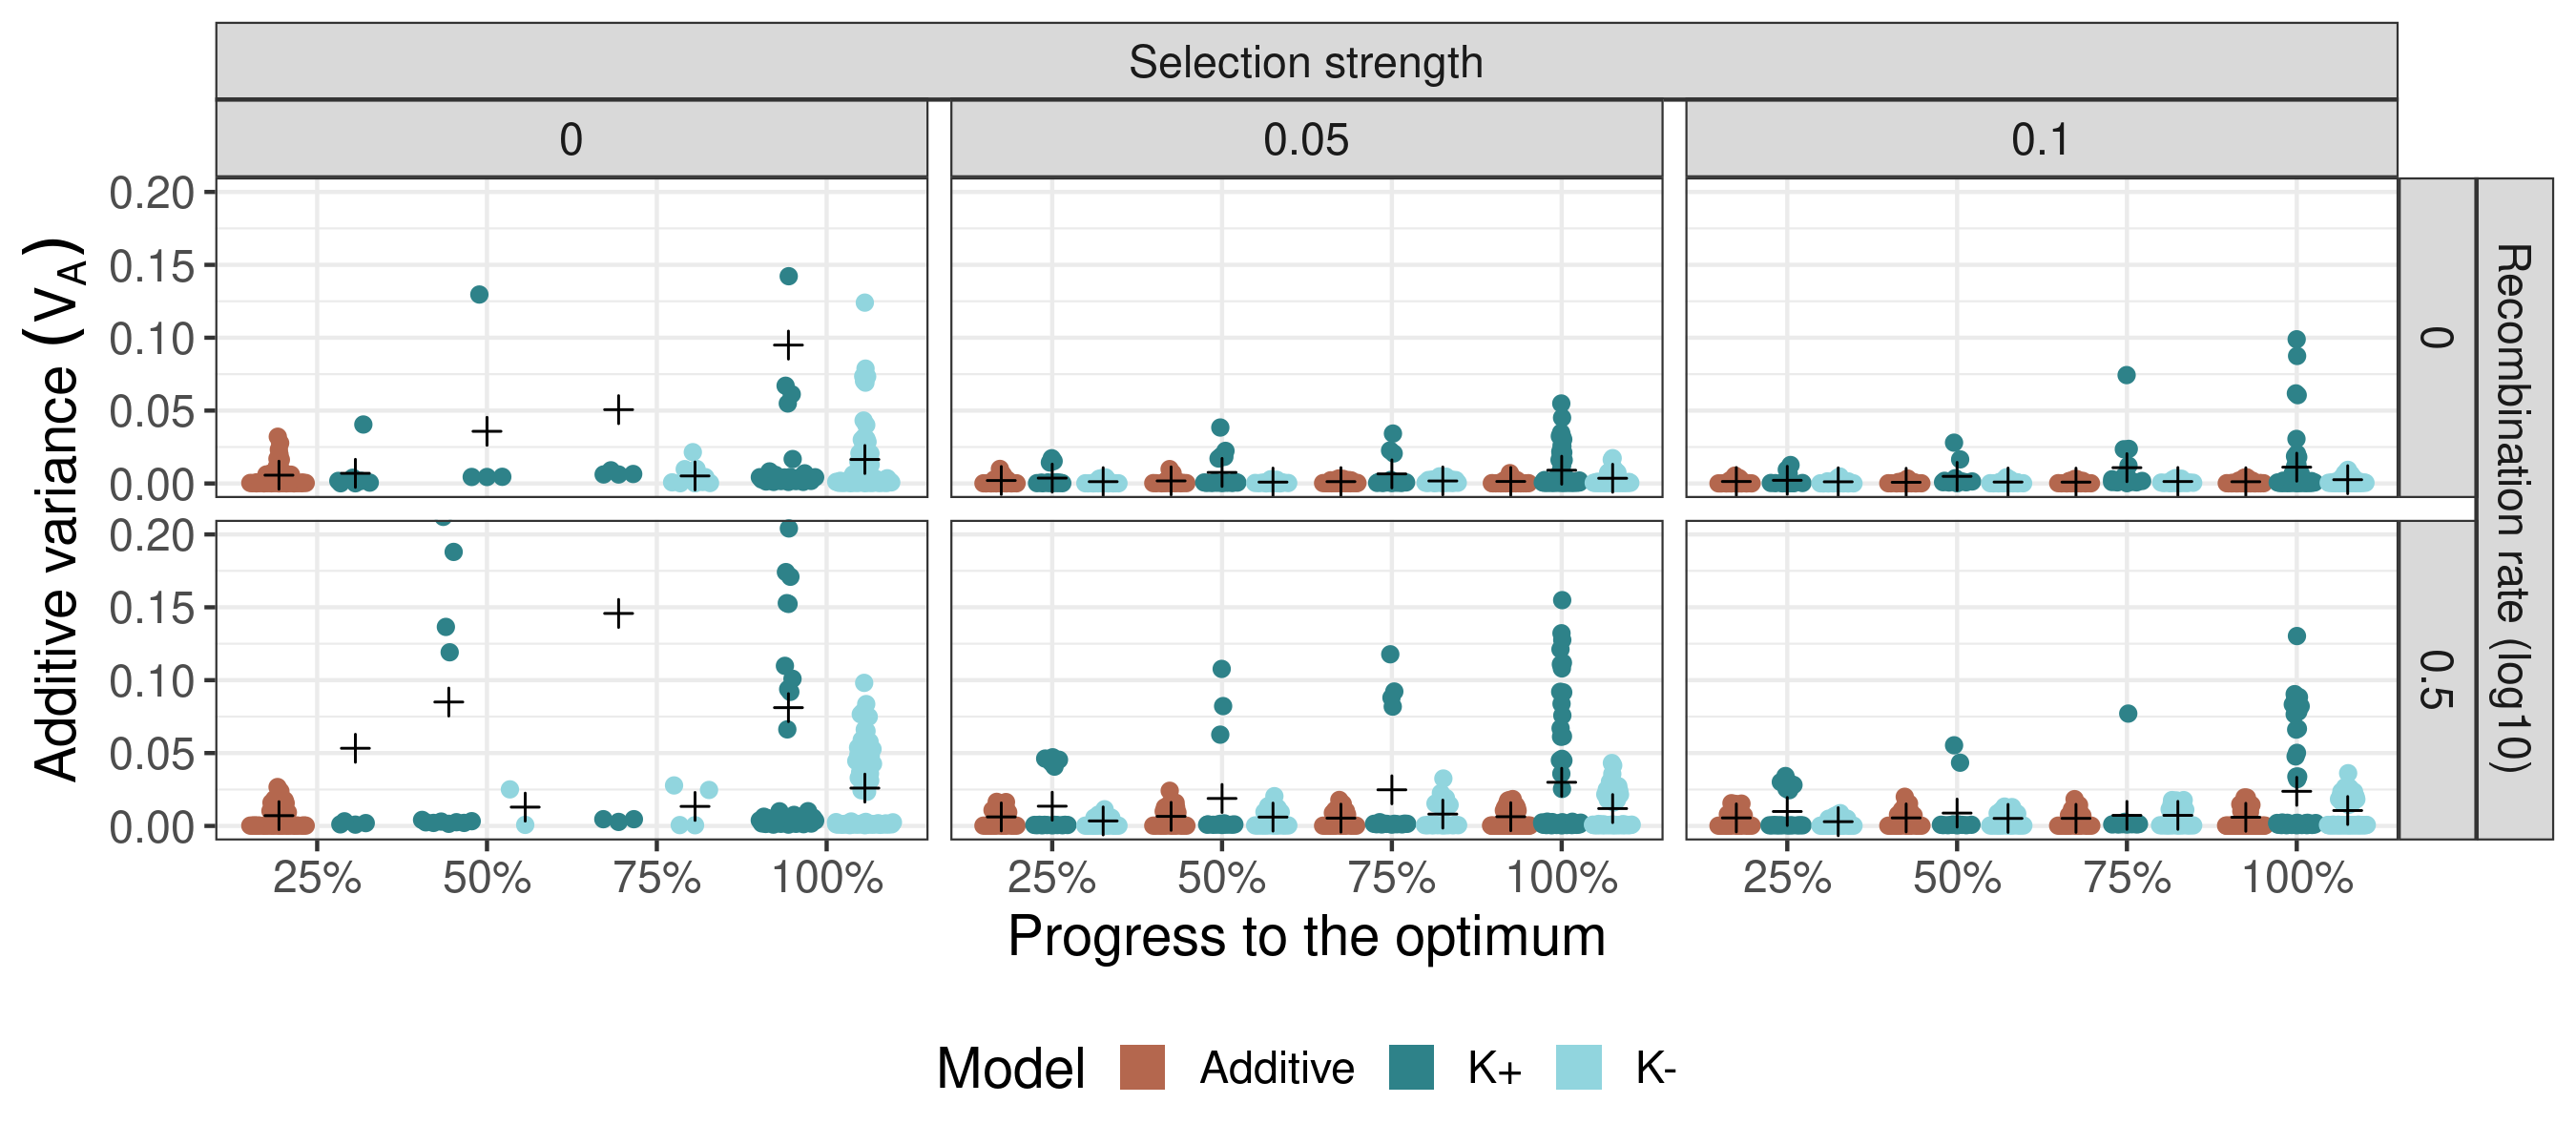 Selection strength
0 0.05 0.1
Additive variance (VA)
0.20
0.15
0.10
0.05
0.00
0
0.20
0.15
0.10
0.05
0.00
0.5
Recombination rate (log10)
25% 50% 75% 100% 25% 50% 75% 100% 25% 50% 75% 100%
Progress to the optimum
Model Additive K+ K-